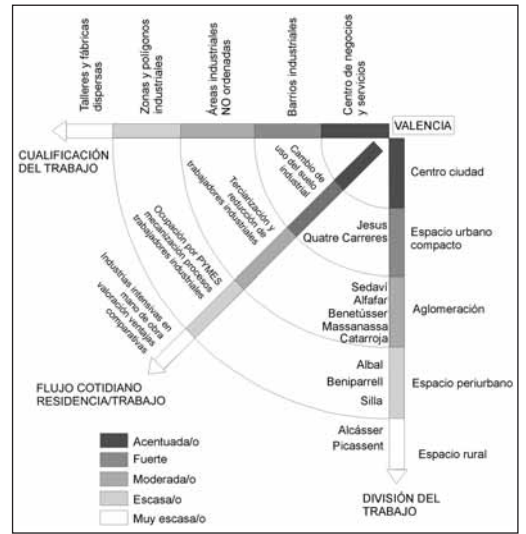 Talleres y fábricas
dispersas
Zonas y polígonos
industriales
Áreas industriales
NO ordenadas
Barrios industriales
Centro de negocios
y servicios
VALENCIA
CUALIFICACIÓN
DEL TRABAJO
Cambio de
uso del suelo
industrial
Terciarización y
reducción de
trabajadores industriales
Ocupación por PYMES
mecanización procesos
trabajadores industriales
Industrias intensivas en
mano de obra
valoración ventajas
comparativas
FLUJO COTIDIANO
RESIDENCIA/TRABAJO
Centro ciudad
Jesus
Quatre Carreres
Espacio urbano
compacto
Sedaví
Alfafar
Benetússer
Massanassa
Catarroja
Aglomeración
Albal
Beniparrell
Silla
Espacio periurbano
Alcásser
Picassent
Espacio rural
DIVISIÓN DEL
TRABAJO
Acentuada/o
Fuerte
Moderada/o
Escasa/o
Muy escasa/o